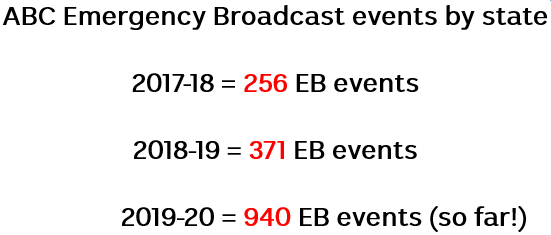 ABC Emergency Broadcast events by state
2017-18 = 256 EB events
2018-19 = 371 EB events
2019-20 = 940 EB events (so far!)